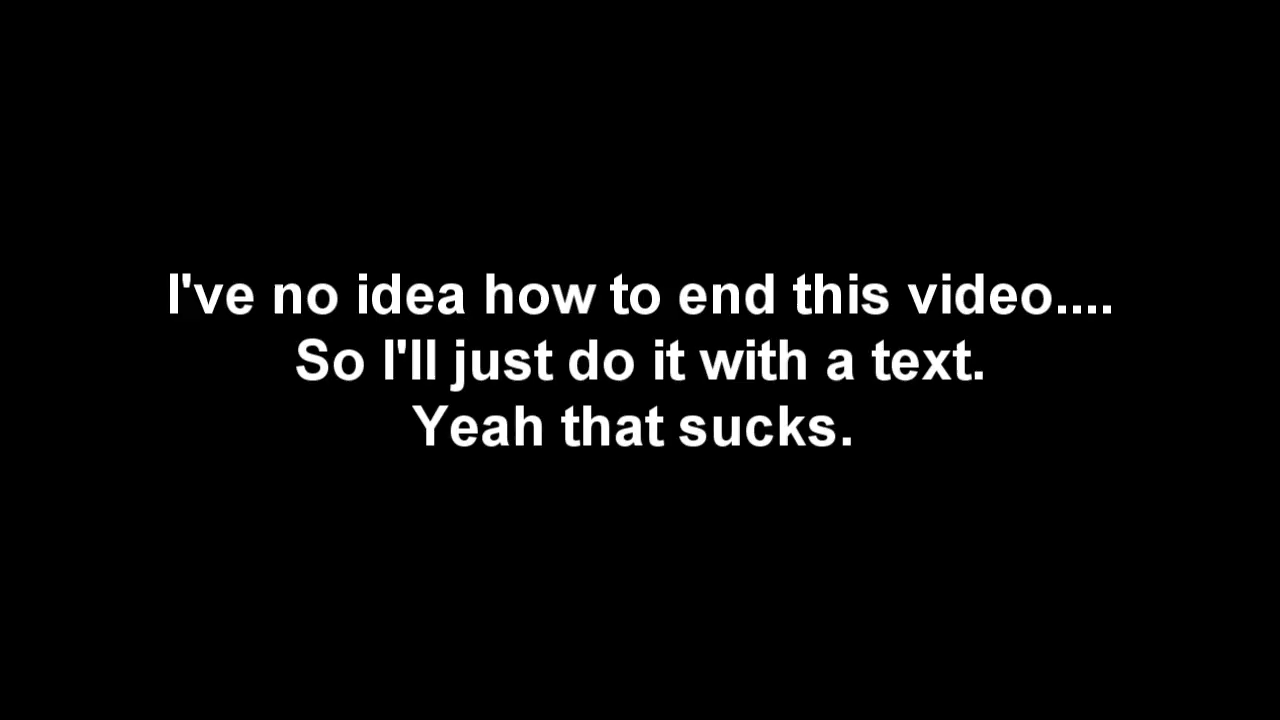 I've no idea how to end this video....
So I'll just do it with a text.
Yeah that sucks.